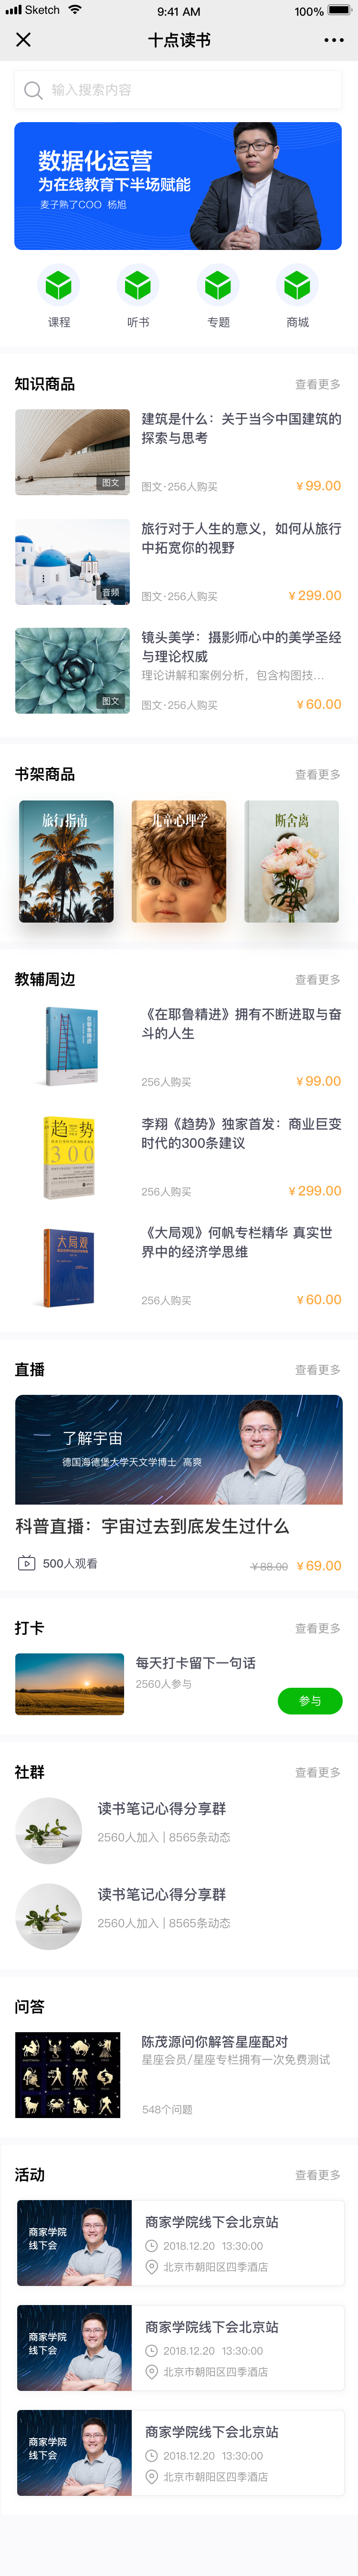 Sketch 9:41 AM 100%
十点读书
输入搜索内容
数据化运营
为在线教育下半场赋能
麦子熟了COO 杨旭
课程 听书 专题 商城
知识商品 查看更多
建筑是什么：关于当今中国建筑的
探索与思考
图文
图文·256人购买 ￥99.00
旅行对于人生的意义，如何从旅行
中拓宽你的视野
音频
图文·256人购买 ￥299.00
镜头美学：摄影师心中的美学圣经
与理论权威
理论讲解和案例分析，包含构图技...
图文
图文·256人购买 ￥60.00
书架商品 查看更多
旅行指南 儿童心理学 断舍离
教辅周边 查看更多
在耶鲁精进
《在耶鲁精进》拥有不断进取与奋
斗的人生
256人购买 ￥99.00
趋势
300
李翔《趋势》独家首发：商业巨变
时代的300条建议
256人购买 ￥299.00
大局观
《大局观》何帆专栏精华 真实世
界中的经济学思维
256人购买 ￥60.00
直播 查看更多
了解宇宙
德国海德堡大学天文学博士 高爽
科普直播：宇宙过去到底发生过什么
500人观看 ￥88.00 ￥69.00
打卡 查看更多
每天打卡留下一句话
2560人参与
参与
社群 查看更多
读书笔记心得分享群
2560人加入 | 8565条动态
读书笔记心得分享群
2560人加入 | 8565条动态
问答
陈茂源问你解答星座配对
星座会员/星座专栏拥有一次免费测试
548个问题
活动 查看更多
商家学院
线下会
商家学院线下会北京站
2018.12.20 13:30:00
北京市朝阳区四季酒店
商家学院
线下会
商家学院线下会北京站
2018.12.20 13:30:00
北京市朝阳区四季酒店
商家学院
线下会
商家学院线下会北京站
2018.12.20 13:30:00
北京市朝阳区四季酒店